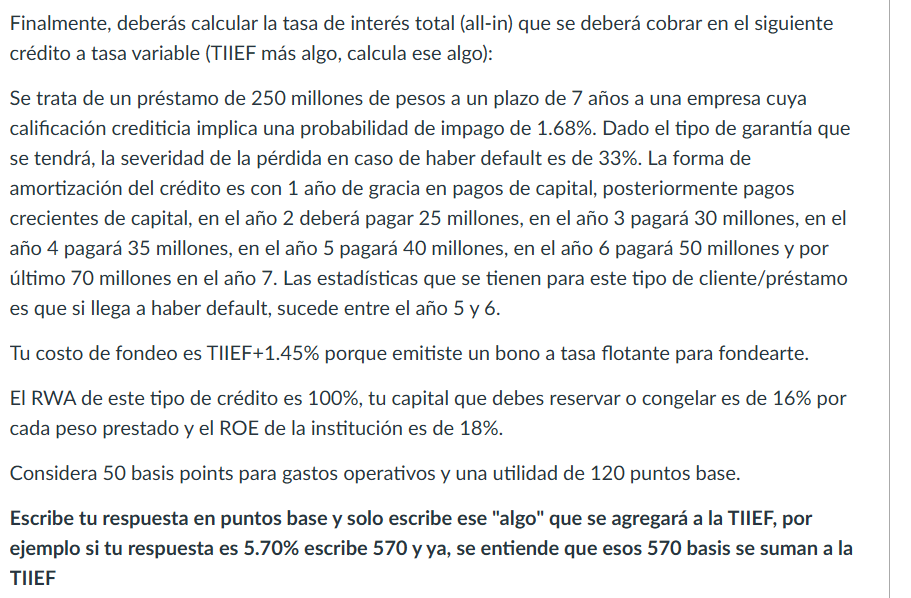 Finalmente, deberás calcular la tasa de interés total (all-in) que se deberá cobrar en el siguiente
crédito a tasa variable (TIIEF más algo, calcula ese algo):
Se trata de un préstamo de 250 millones de pesos a un plazo de 7 años a una empresa cuya
calificación crediticia implica una probabilidad de impago de 1.68%. Dado el tipo de garantía que
se tendrá, la severidad de la pérdida en caso de haber default es de 33%. La forma de
amortización del crédito es con 1 año de gracia en pagos de capital, posteriormente pagos
crecientes de capital, en el año 2 deberá pagar 25 millones, en el año 3 pagará 30 millones, en el
año 4 pagará 35 millones, en el año 5 pagará 40 millones, en el año 6 pagará 50 millones y por
último 70 millones en el año 7. Las estadísticas que se tienen para este tipo de cliente/préstamo
es que si llega a haber default, sucede entre el año 5 y 6.
Tu costo de fondeo es TIIEF+1.45% porque emitiste un bono a tasa flotante para fondearte.
El RWA de este tipo de crédito es 100%, tu capital que debes reservar o congelar es de 16% por
cada peso prestado y el ROE de la institución es de 18%.
Considera 50 basis points para gastos operativos y una utilidad de 120 puntos base.
Escribe tu respuesta en puntos base y solo escribe ese "algo" que se agregará a la TIIEF, por
ejemplo si tu respuesta es 5.70% escribe 570 y ya, se entiende que esos 570 basis se suman a la
TIIEF